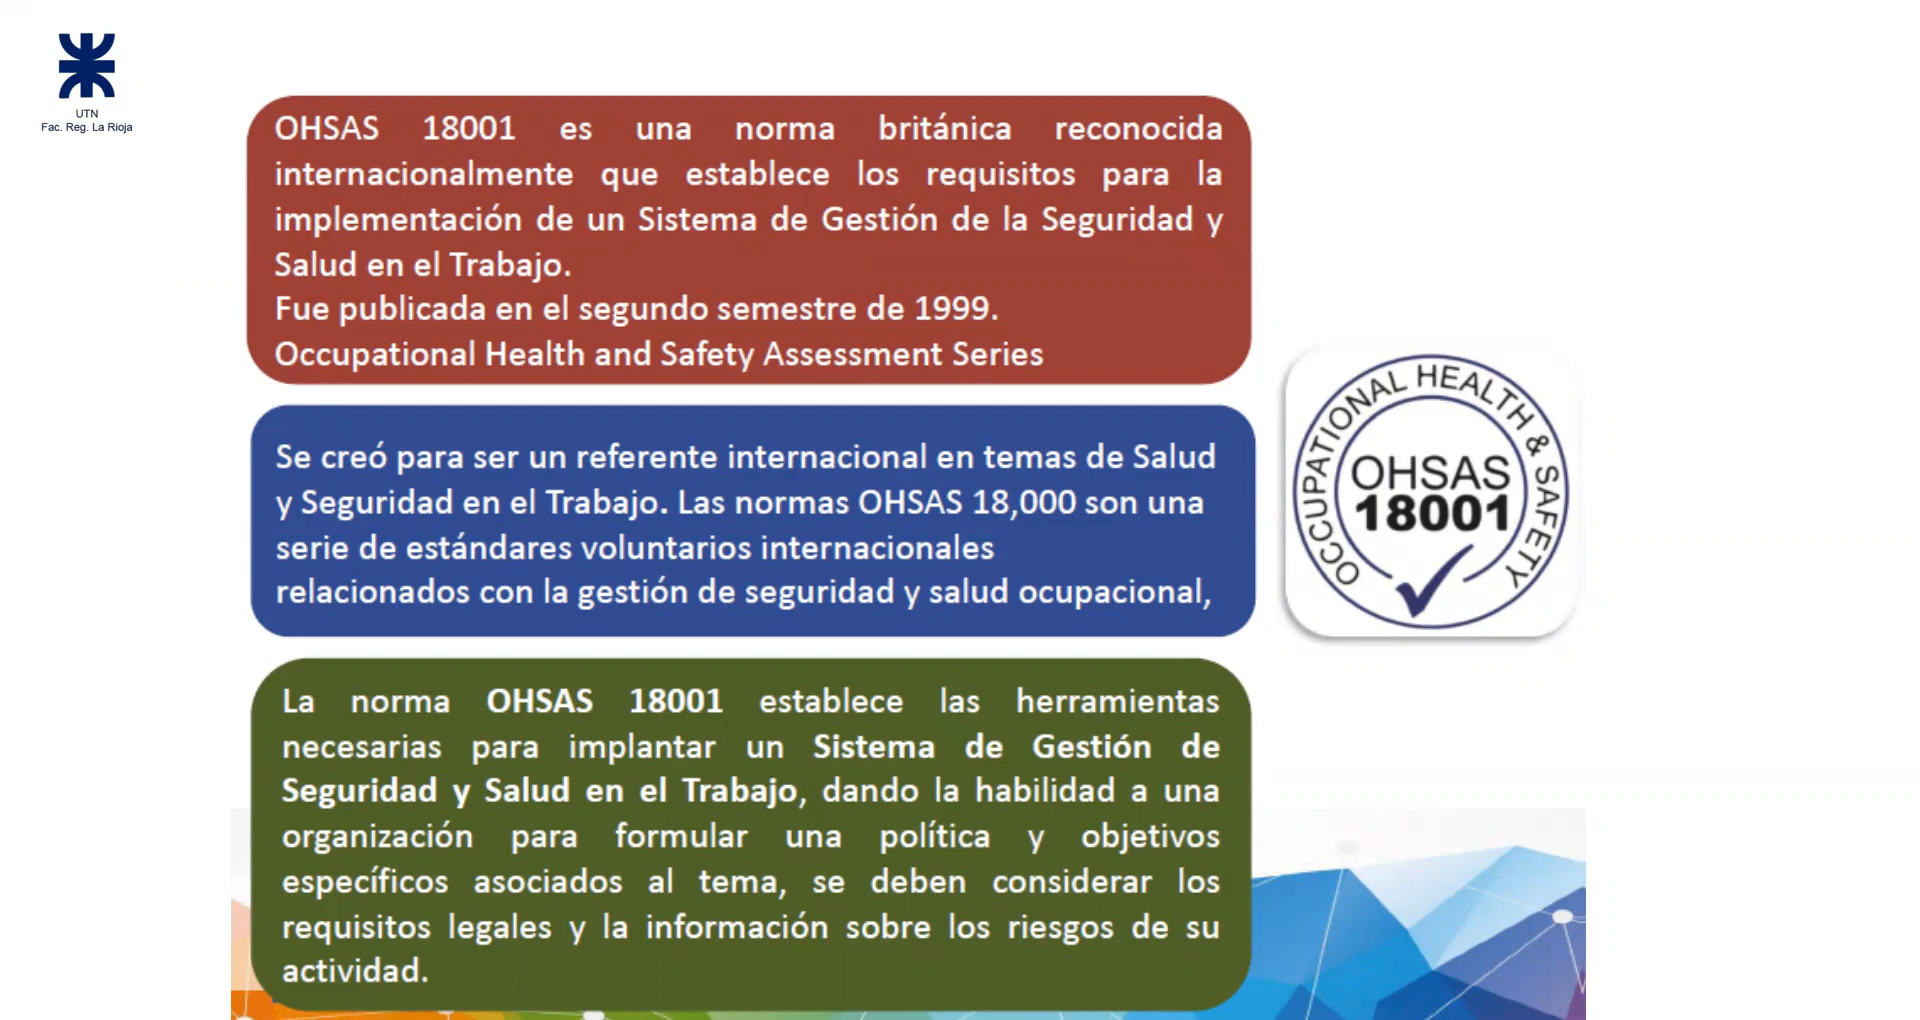 UTN
Fac. Reg. La Rioja
OHSAS 18001 es una norma británica reconocida
internacionalmente que establece los requisitos para la
implementación de un Sistema de Gestión de la Seguridad y
Salud en el Trabajo.
Fue publicada en el segundo semestre de 1999.
Occupational Health and Safety Assessment Series
Se creó para ser un referente internacional en temas de Salud
y Seguridad en el Trabajo. Las normas OHSAS 18,000 son una
serie de estándares voluntarios internacionales
relacionados con la gestión de seguridad y salud ocupacional,
OCCUPATIONAL HEALTH & SAFETY
OHSAS
18001
La norma OHSAS 18001 establece las herramientas
necesarias para implantar un Sistema de Gestión de
Seguridad y Salud en el Trabajo, dando la habilidad a una
organización para formular una política y objetivos
específicos asociados al tema, se deben considerar los
requisitos legales y la información sobre los riesgos de su
actividad.